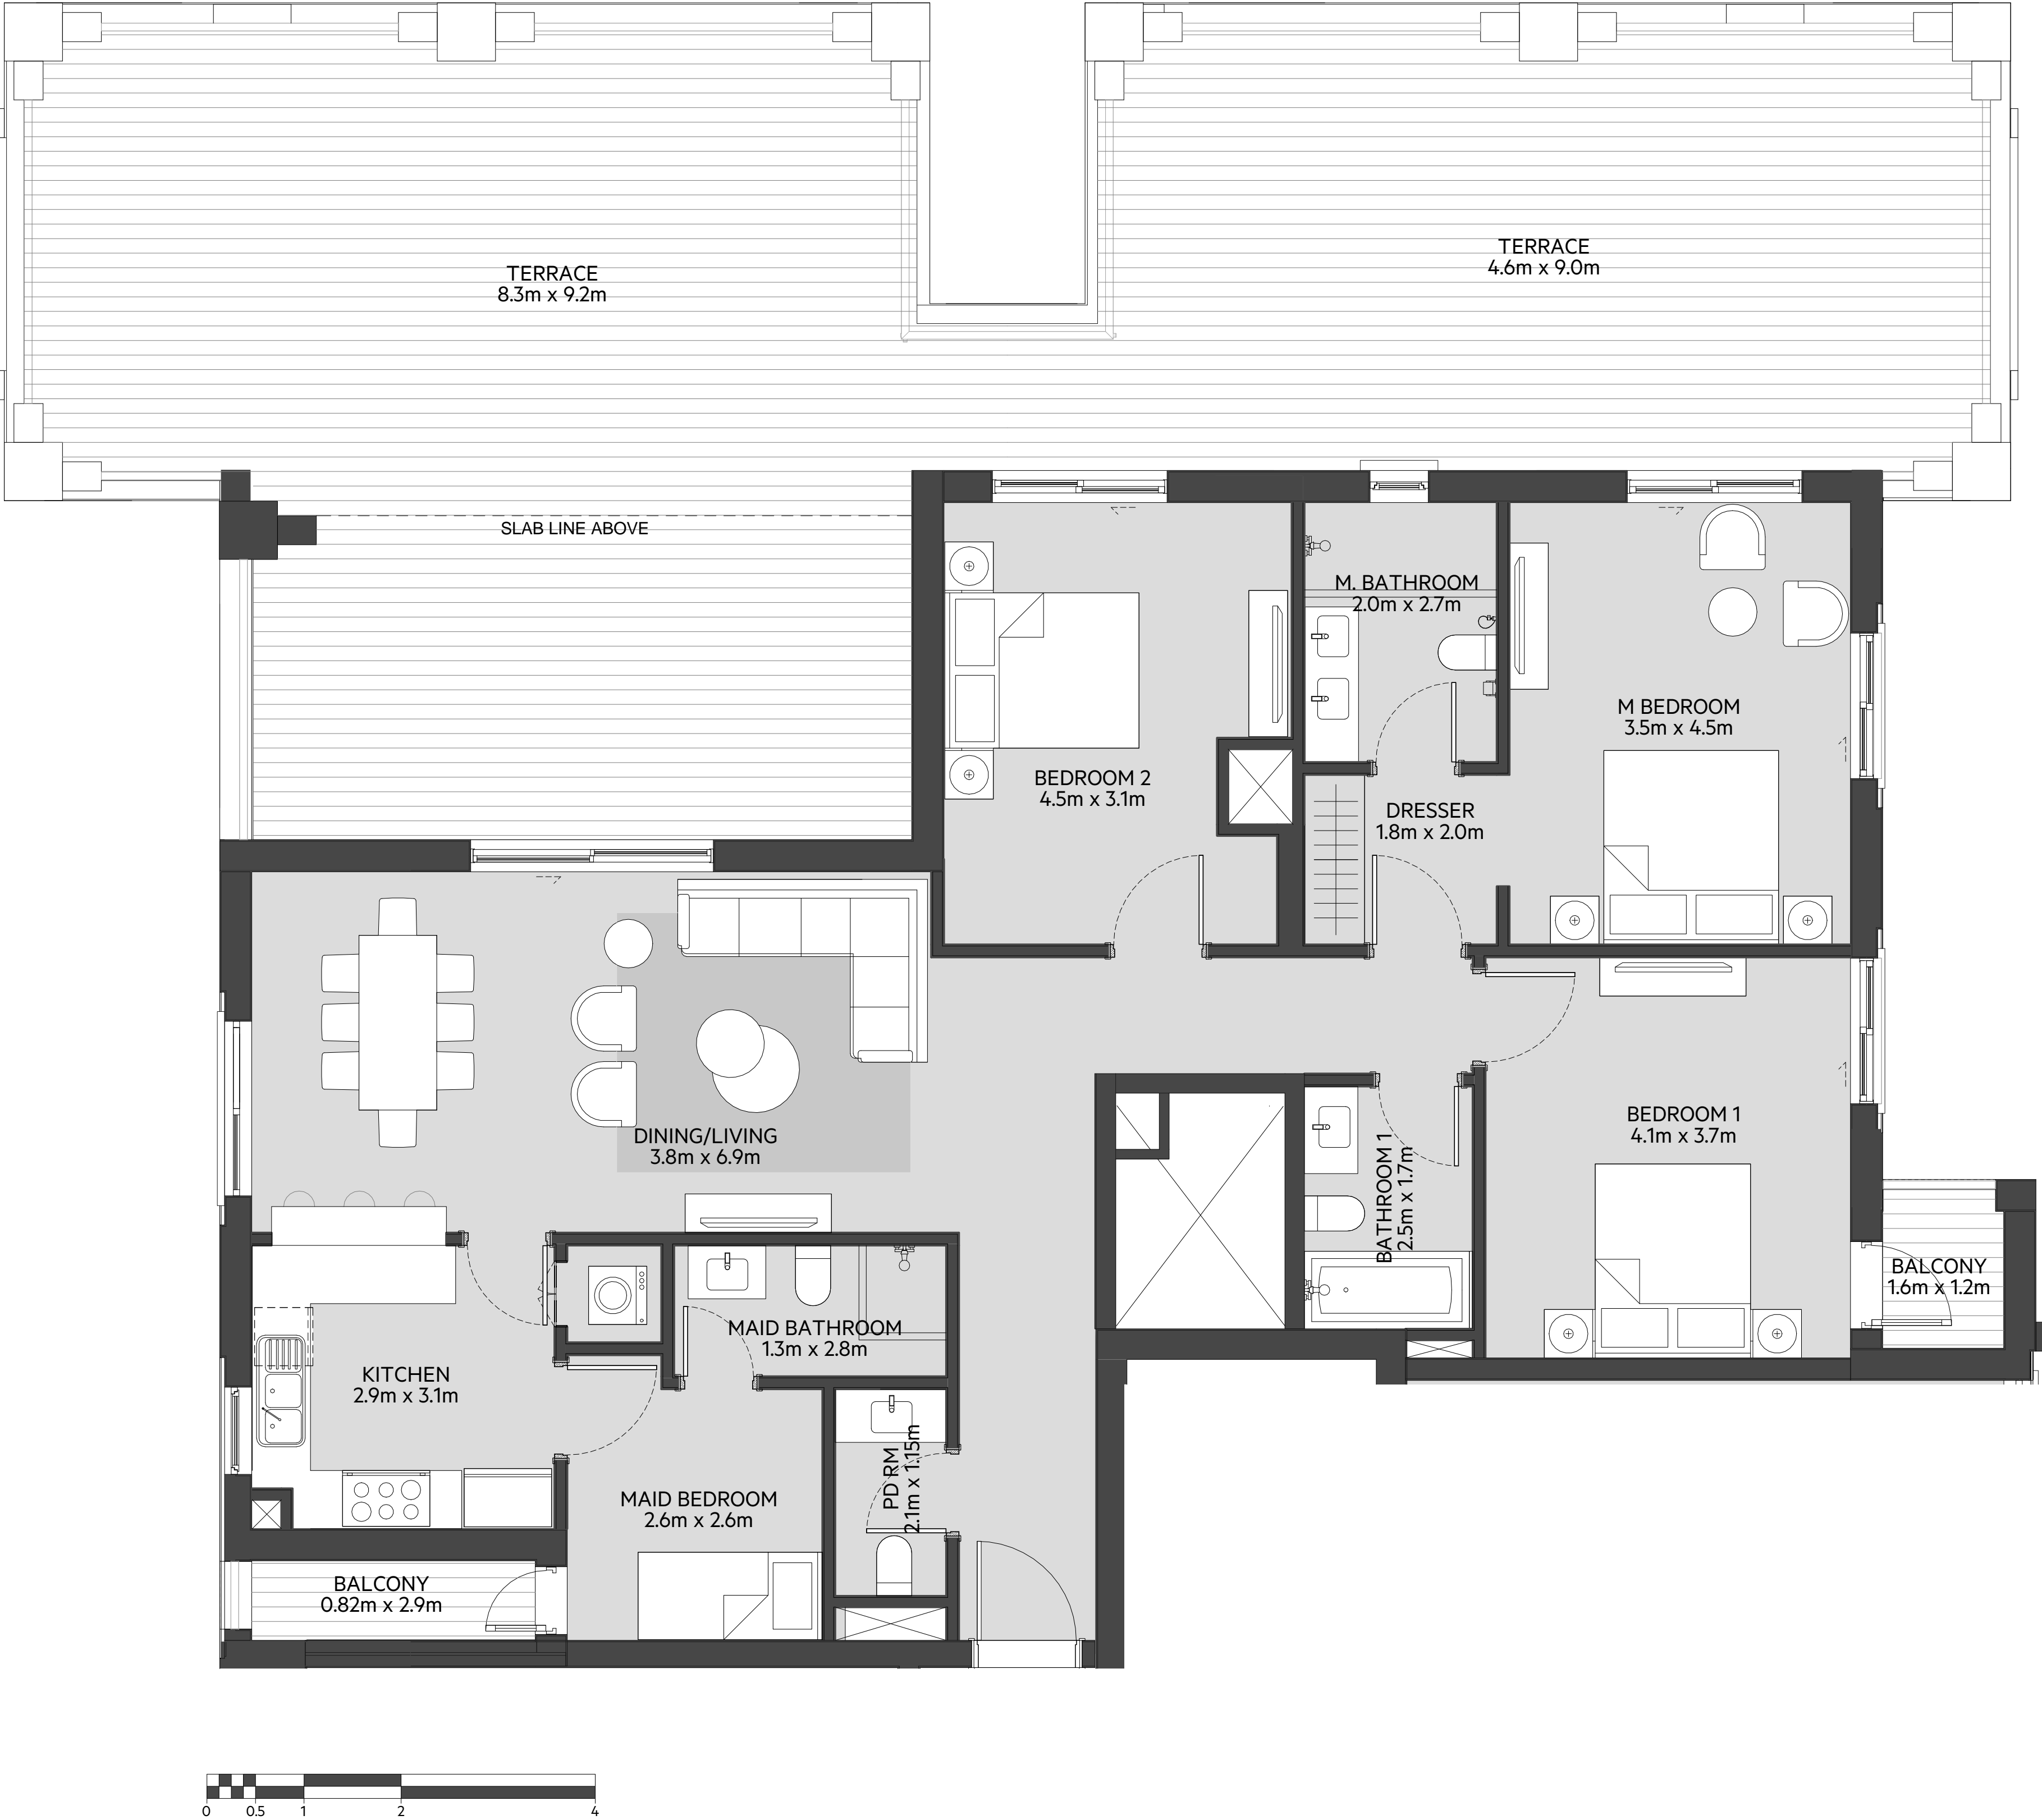 TERRACE
8.3m x 9.2m
TERRACE
4.6m x 9.0m
SLAB LINE ABOVE
M. BATHROOM
2.0m x 2.7m
M BEDROOM
3.5m x 4.5m
BEDROOM 2
4.5m x 3.1m
DRESSER
1.8m x 2.0m
DINING/LIVING
3.8m x 6.9m
BEDROOM 1
4.1m x 3.7m
BATHROOM 1
2.5m x 1.7m
BALCONY
1.6m x 1.2m
MAID BATHROOM
1.3m x 2.8m
KITCHEN
2.9m x 3.1m
PD RM
2.1m x 1.15m
MAID BEDROOM
2.6m x 2.6m
BALCONY
0.82m x 2.9m
0 0.5 1 2 4